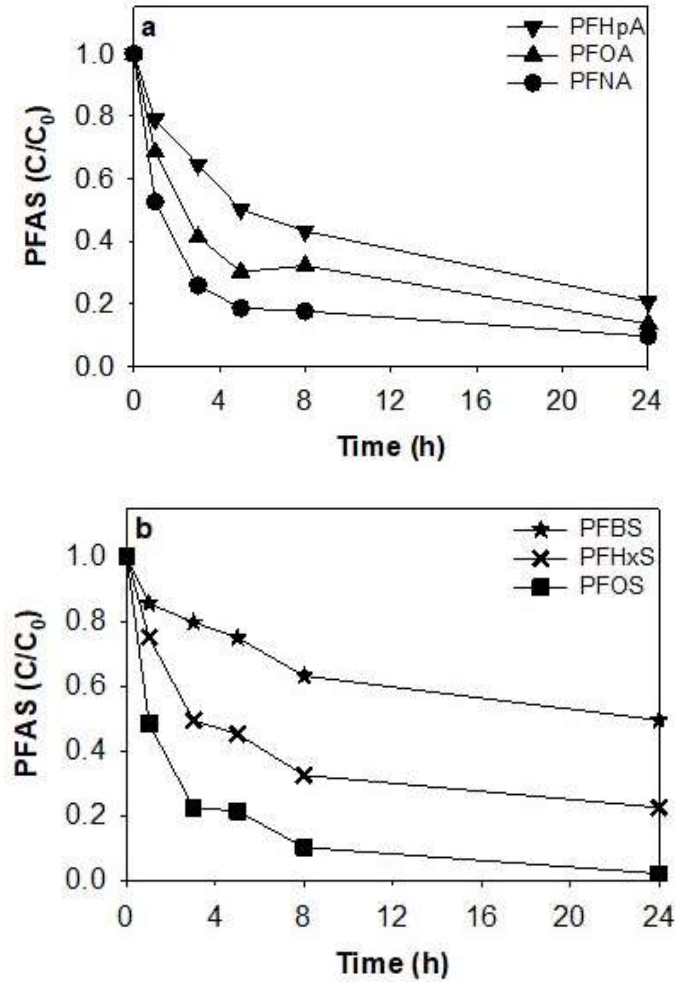 a
PFHpA
PFOA
PFNA
1.0
0.8
0.6
0.4
0.2
0.0
PFAS (C/C₀)
0 4 8 12 16 20 24
Time (h)
b
PFBS
PFHxS
PFOS
1.0
0.8
0.6
0.4
0.2
0.0
PFAS (C/C₀)
0 4 8 12 16 20 24
Time (h)